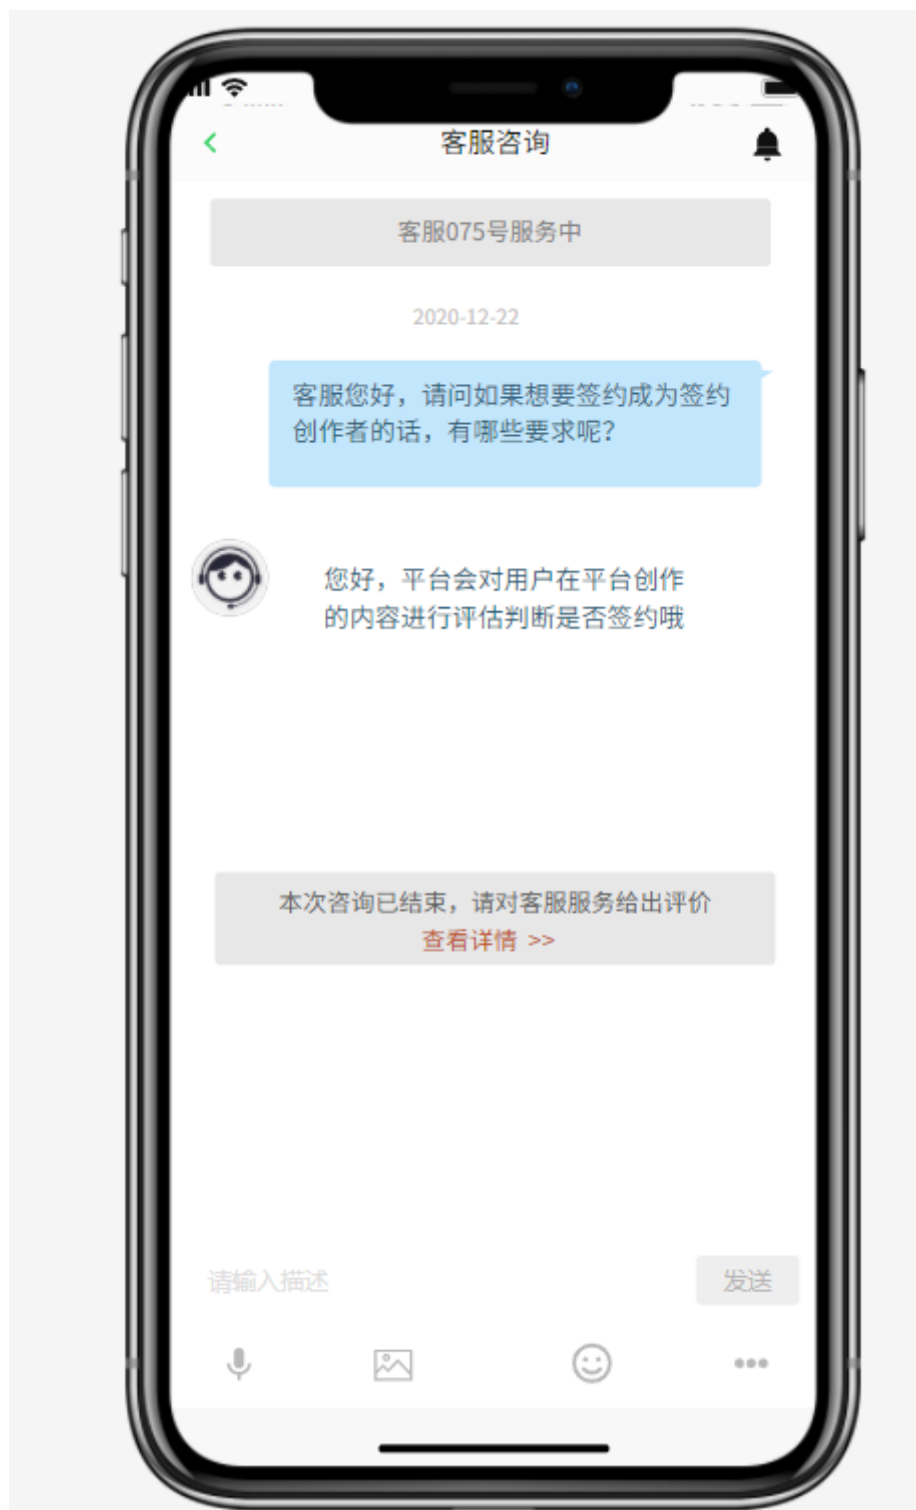 客服咨询
客服075号服务中
2020-12-22
客服您好，请问如果想要签约成为签约
创作者的话，有哪些要求呢？
您好，平台会对用户在平台创作
的内容进行评估判断是否签约哦
本次咨询已结束，请对客服服务给出评价
查看详情 >>
请输入描述
发送